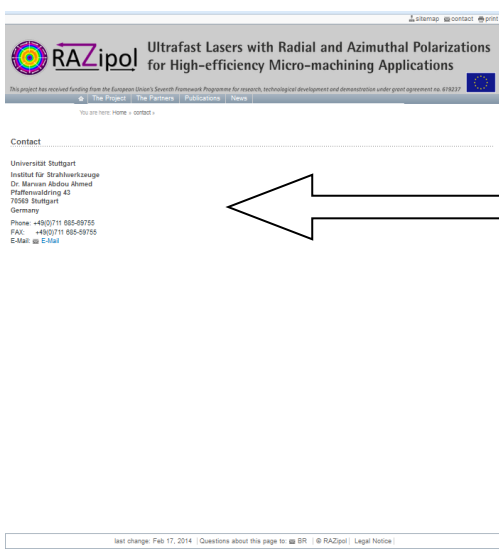 sitemap contact print
RAZipol
Ultrafast Lasers with Radial and Azimuthal Polarizations
for High-efficiency Micro-machining Applications
This project has received funding from the European Union's Seventh Framework Programme for research, technological development and demonstration under grant agreement no. 619237
The Project | The Partners | Publications | News |
You are here: Home » contact »
Contact
Universität Stuttgart
Institut für Strahlwerkzeuge
Dr. Marwan Abdou Ahmed
Pfaffenwaldring 43
70569 Stuttgart
Germany
Phone: +49(0)711 685-69755
FAX: +49(0)711 685-59755
E-Mail: E-Mail
last change: Feb 17, 2014 | Questions about this page to: BR | © RAZipol | Legal Notice |